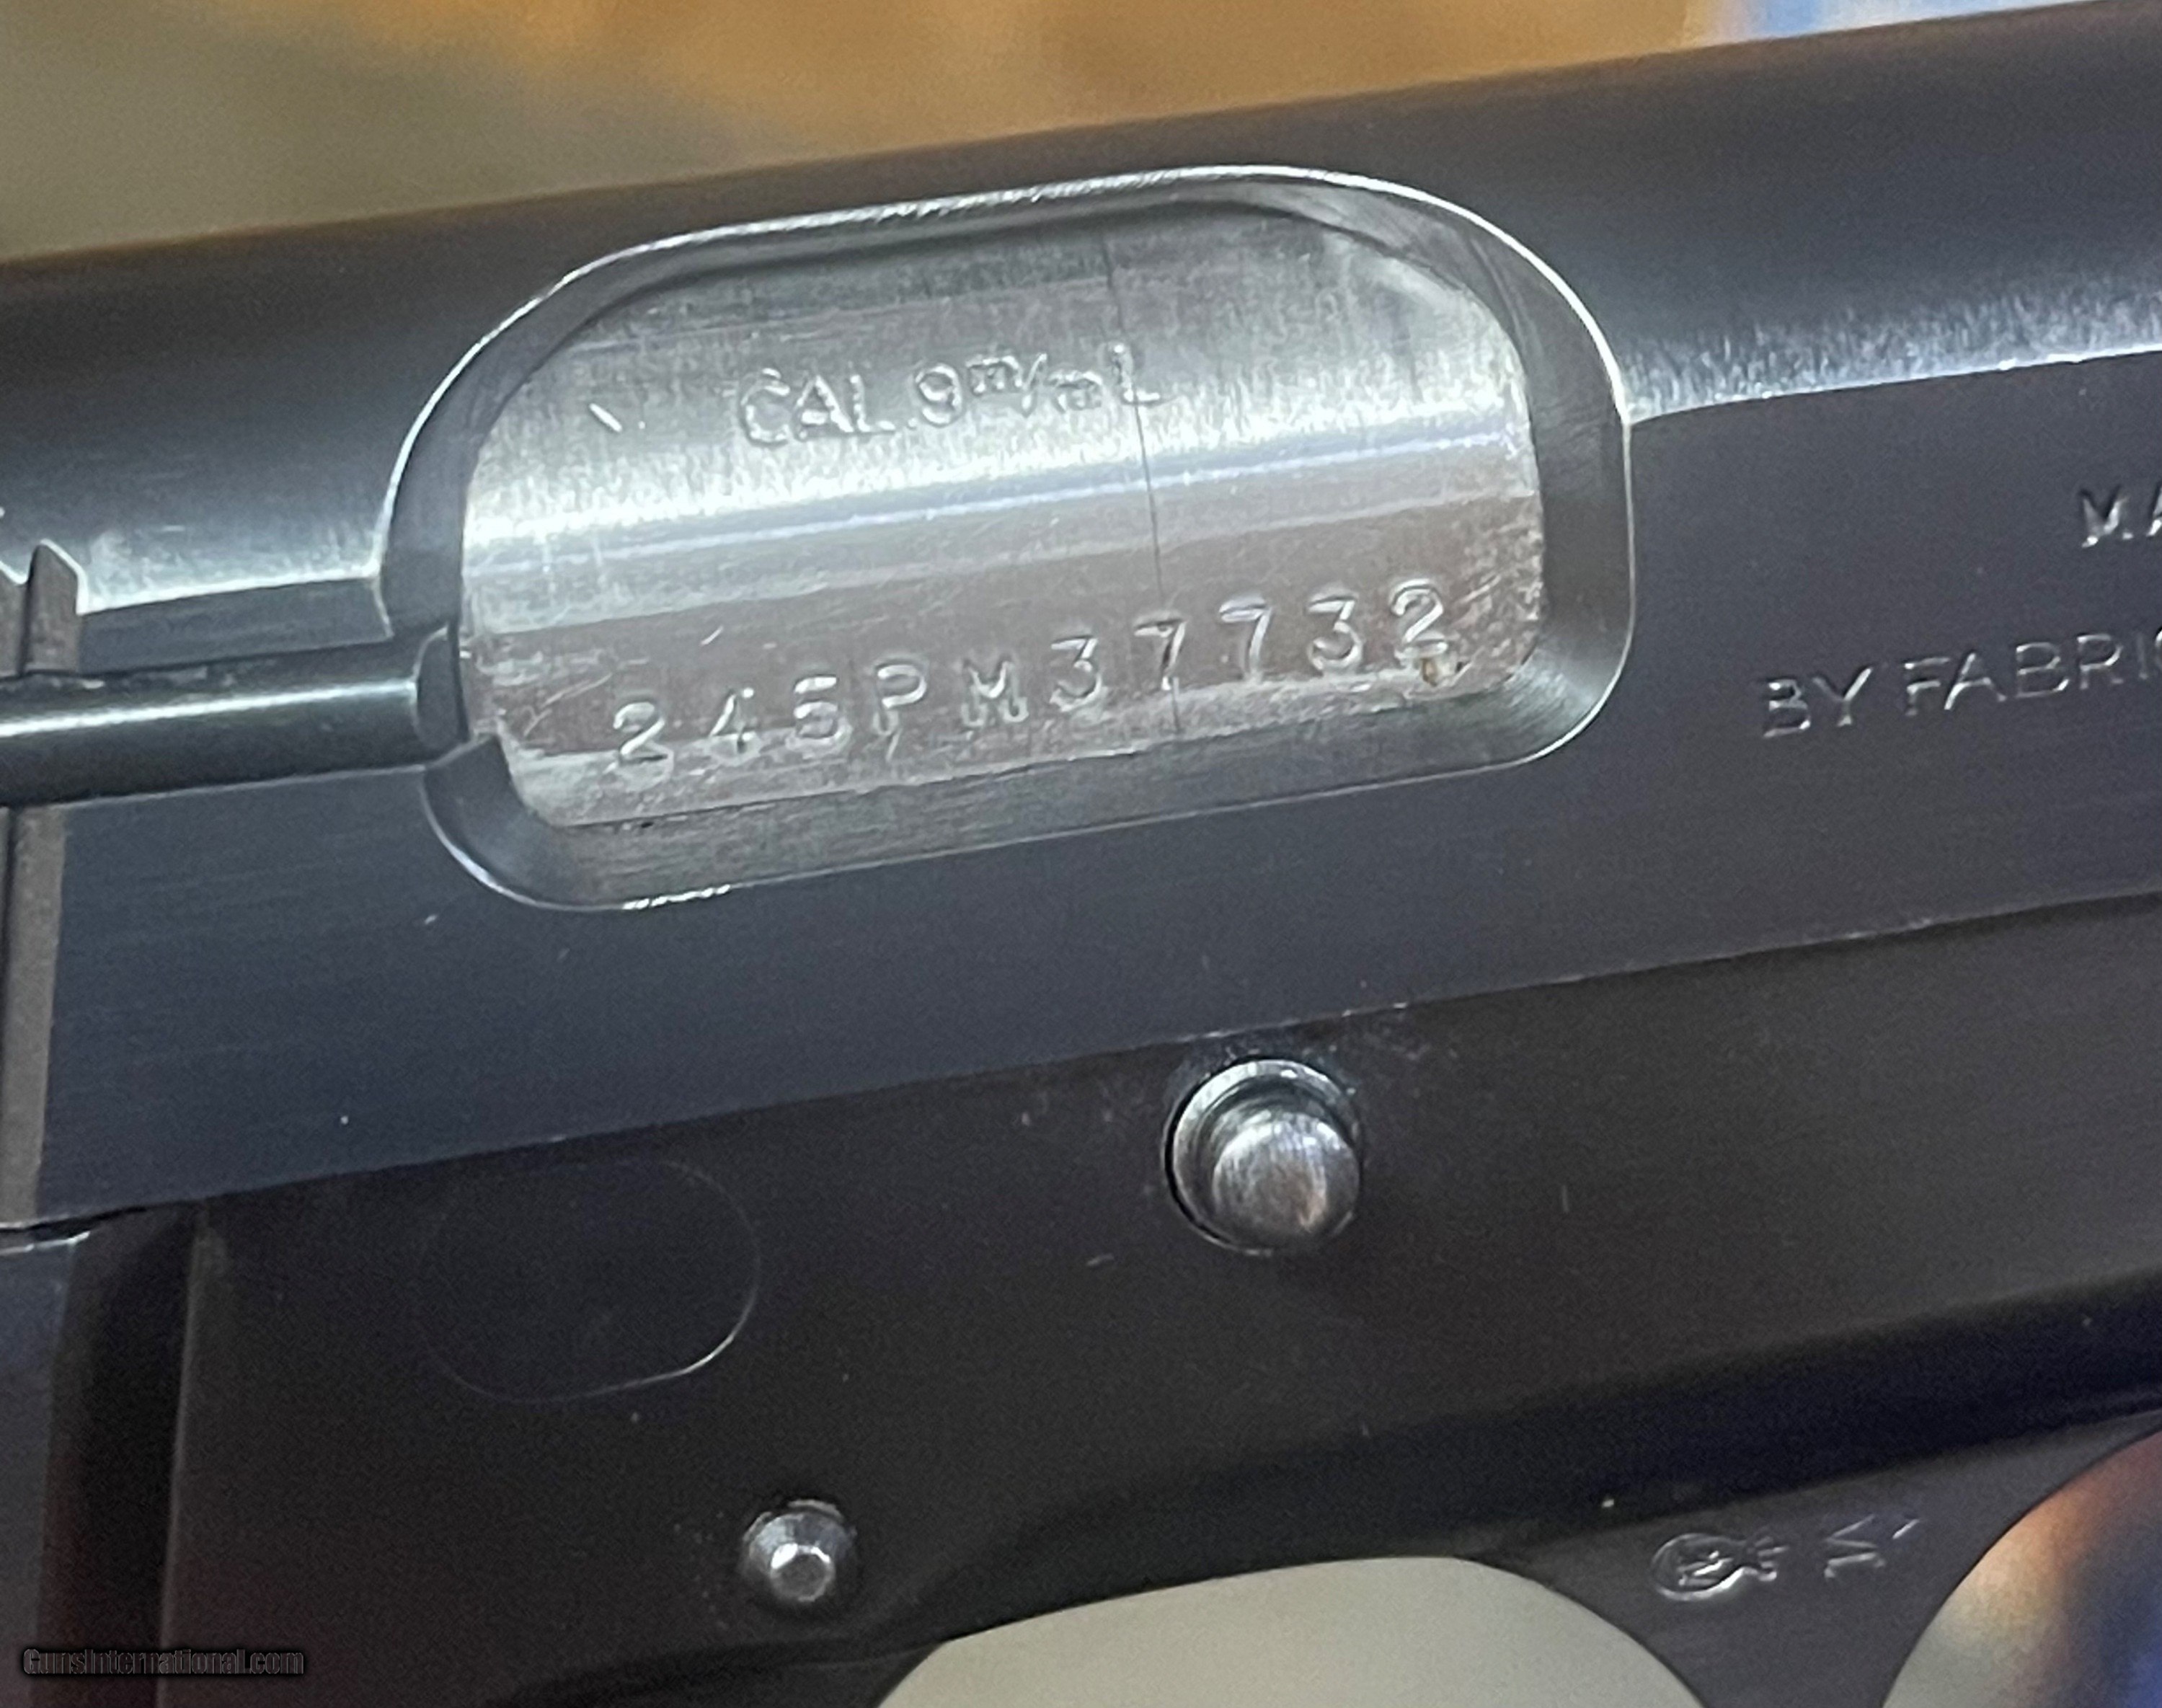 CAL.9m/mL
245PM37732
MA
BY FABRIC
GunsInternational.com